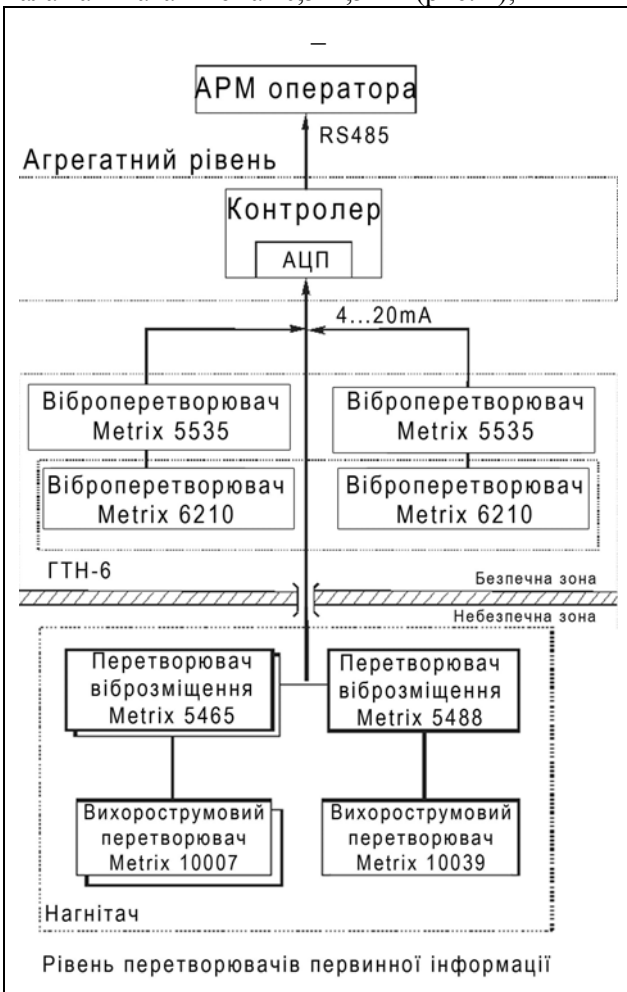 АРМ оператора
RS485
Агрегатний рівень
Контролер
АЦП
4...20mA
Віброперетворювач
Metrix 5535
Віброперетворювач
Metrix 5535
Віброперетворювач
Metrix 6210
Віброперетворювач
Metrix 6210
ГТН-6
Безпечна зона
Небезпечна зона
Перетворювач
віброзміщення
Metrix 5465
Перетворювач
віброзміщення
Metrix 5488
Вихорострумовий
перетворювач
Metrix 10007
Вихорострумовий
перетворювач
Metrix 10039
Нагнітач
Рівень перетворювачів первинної інформації